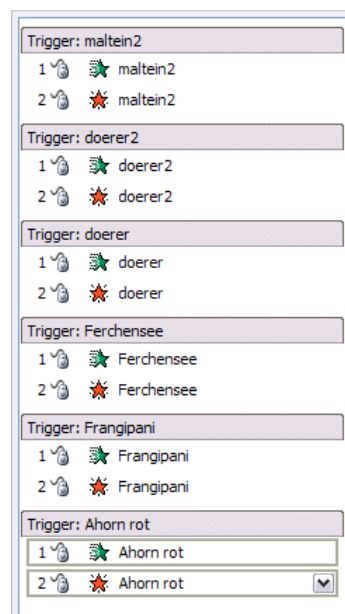 Trigger: maltein2
1 maltein2
2 maltein2
Trigger: doerer2
1 doerer2
2 doerer2
Trigger: doerer
1 doerer
2 doerer
Trigger: Ferchensee
1 Ferchensee
2 Ferchensee
Trigger: Frangipani
1 Frangipani
2 Frangipani
Trigger: Ahorn rot
1 Ahorn rot
2 Ahorn rot